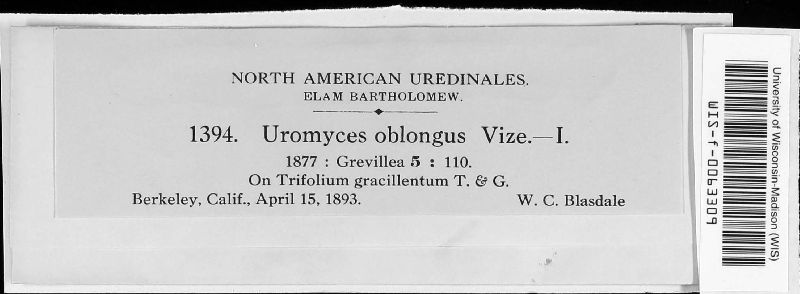 NORTH AMERICAN UREDINALES.
ELAM BARTHOLOMEW.
1394. Uromyces oblongus Vize.—I.
1877 : Grevillea 5 : 110.
On Trifolium gracillentum T. & G.
Berkeley, Calif., April 15, 1893. W. C. Blasdale
University of Wisconsin-Madison (WIS)
WIS-f-0093309